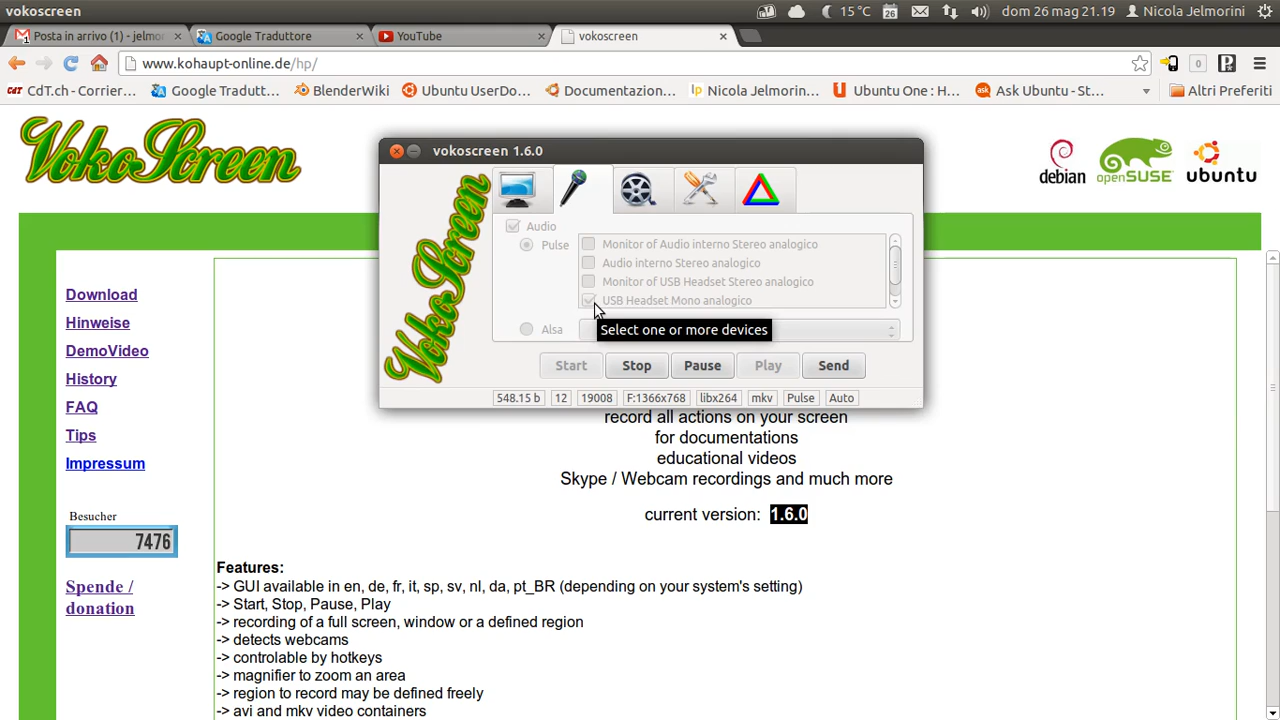 vokoscreen
15 °C
26
dom 26 mag 21.19
Nicola Jelmorini
Posta in arrivo (1) - jelmo
Google Traduttore
YouTube
vokoscreen
www.kohaupt-online.de/hp/
0
CdT.ch - Corrier...
Google Tradutt...
BlenderWiki
Ubuntu UserDo...
Documentazion...
Nicola Jelmorin...
Ubuntu One : H...
Ask Ubuntu - St...
Altri Preferiti
VokoScreen
debian
openSUSE
ubuntu
vokoscreen 1.6.0
VokoScreen
Audio
Pulse
Monitor of Audio interno Stereo analogico
Audio interno Stereo analogico
Monitor of USB Headset Stereo analogico
USB Headset Mono analogico
Alsa
Select one or more devices
Start
Stop
Pause
Play
Send
548.15 b
12
19008
F:1366x768
libx264
mkv
Pulse
Auto
Download
Hinweise
DemoVideo
History
FAQ
Tips
Impressum
Besucher
7476
Spende /
donation
record all actions on your screen
for documentations
educational videos
Skype / Webcam recordings and much more
current version: 1.6.0
Features:
-> GUI available in en, de, fr, it, sp, sv, nl, da, pt_BR (depending on your system's setting)
-> Start, Stop, Pause, Play
-> recording of a full screen, window or a defined region
-> detects webcams
-> controlable by hotkeys
-> magnifier to zoom an area
-> region to record may be defined freely
-> avi and mkv video containers